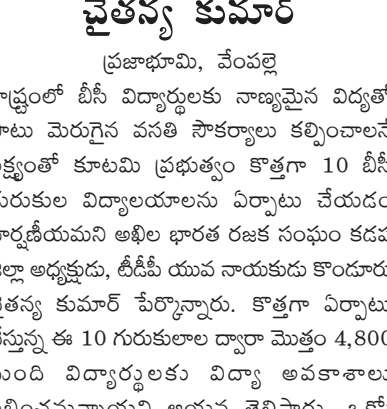 చైతన్య కుమార్
ప్రజాభూమి, వేంపల్లె
రాష్ట్రంలో బీసీ విద్యార్థులకు నాణ్యమైన విద్యతో
పాటు మెరుగైన వసతి సౌకర్యాలు కల్పించాలనే
లక్ష్యంతో కూటమి ప్రభుత్వం కొత్తగా 10 బీసీ
గురుకుల విద్యాలయాలను ఏర్పాటు చేయడం
హర్షణీయమని అఖిల భారత రజక సంఘం కడప
జిల్లా అధ్యక్షుడు, టీడీపీ యువ నాయకుడు కొండూరు
చైతన్య కుమార్ పేర్కొన్నారు. కొత్తగా ఏర్పాటు
చేస్తున్న ఈ 10 గురుకులాల ద్వారా మొత్తం 4,800
మంది విద్యార్థులకు విద్యా అవకాశాలు